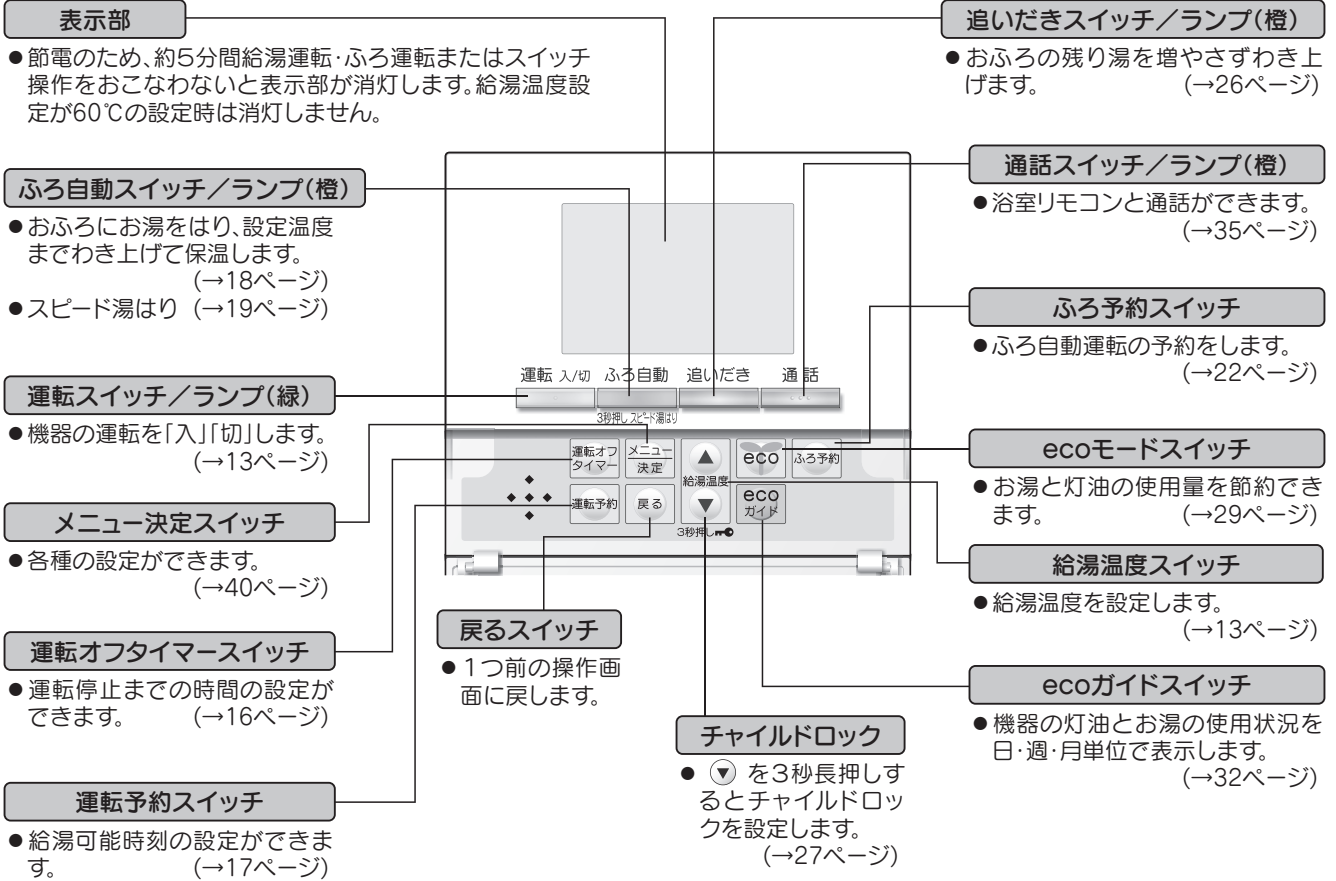 表示部
●節電のため、約5分間給湯運転・ふろ運転またはスイッチ
操作をおこなわないと表示部が消灯します。給湯温度設
定が60℃の設定時は消灯しません。
ふろ自動スイッチ／ランプ(橙)
●おふろにお湯をはり、設定温度
までわき上げて保温します。
(→18ページ)
●スピード湯はり (→19ページ)
運転スイッチ／ランプ(緑)
●機器の運転を「入」「切」します。
(→13ページ)
メニュー決定スイッチ
●各種の設定ができます。
(→40ページ)
運転オフタイマースイッチ
●運転停止までの時間の設定が
できます。 (→16ページ)
運転予約スイッチ
●給湯可能時刻の設定ができま
す。 (→17ページ)
運転 入/切 ふろ自動 追いだき 通話
3秒押し スピード湯はり
運転オフ
タイマー
メニュー
決定
▲
eco
ふろ予約
給湯温度
運転予約
戻る
▼
eco
ガイド
3秒押し
戻るスイッチ
●1つ前の操作画
面に戻します。
チャイルドロック
●▼を3秒長押しす
るとチャイルドロッ
クを設定します。
(→27ページ)
追いだきスイッチ／ランプ(橙)
●おふろの残り湯を増やさずわき上
げます。 (→26ページ)
通話スイッチ／ランプ(橙)
●浴室リモコンと通話ができます。
(→35ページ)
ふろ予約スイッチ
●ふろ自動運転の予約をします。
(→22ページ)
ecoモードスイッチ
●お湯と灯油の使用量を節約でき
ます。 (→29ページ)
給湯温度スイッチ
●給湯温度を設定します。
(→13ページ)
ecoガイドスイッチ
●機器の灯油とお湯の使用状況を
日・週・月単位で表示します。
(→32ページ)